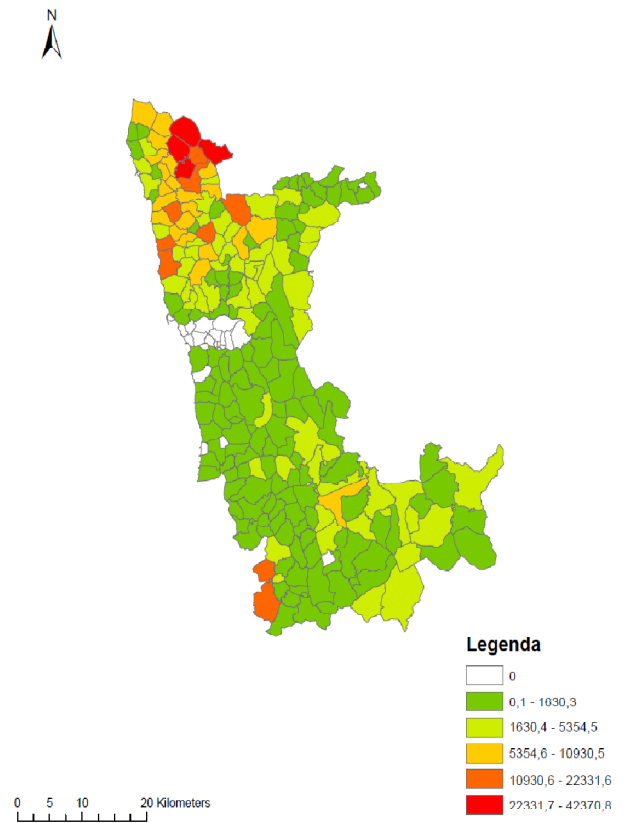 N
Legenda
0
0,1 - 1630,3
1630,4 - 5354,5
5354,6 - 10930,5
10930,6 - 22331,6
22331,7 - 42370,8
0 5 10 20 Kilometers